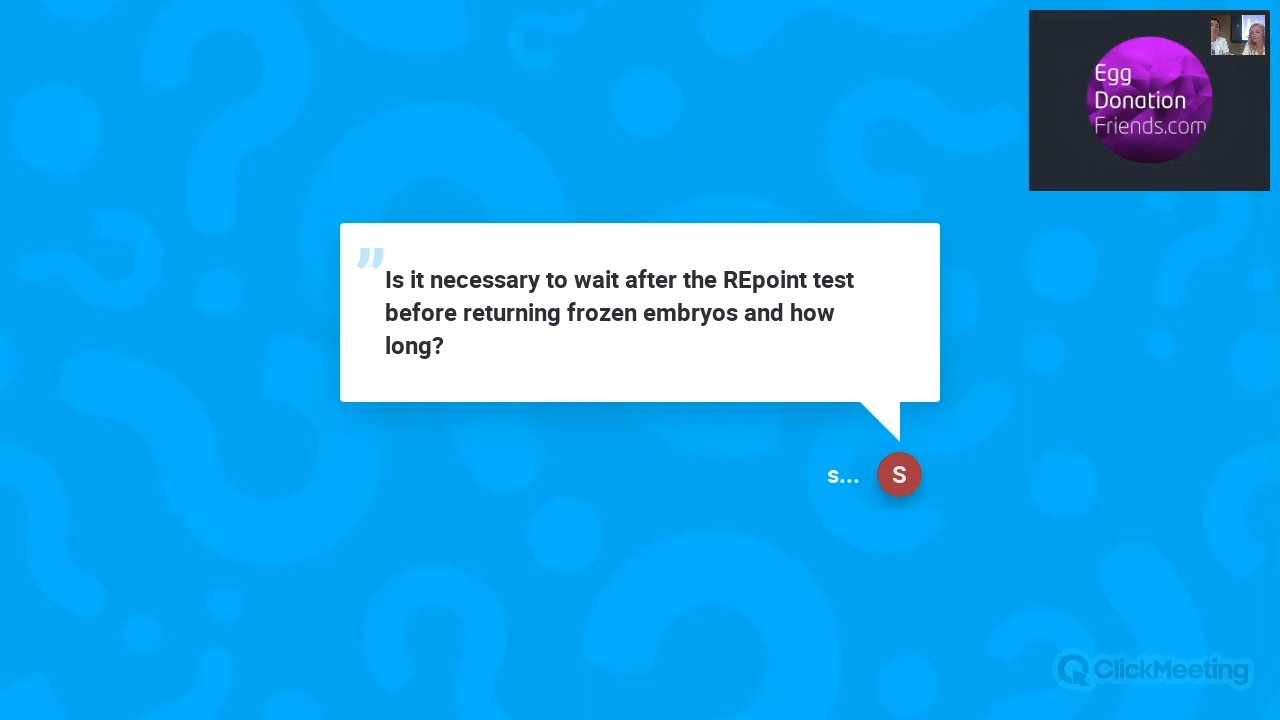 Egg
Donation
Friends.com
”
Is it necessary to wait after the REpoint test
before returning frozen embryos and how
long?
s...
S
ClickMeeting